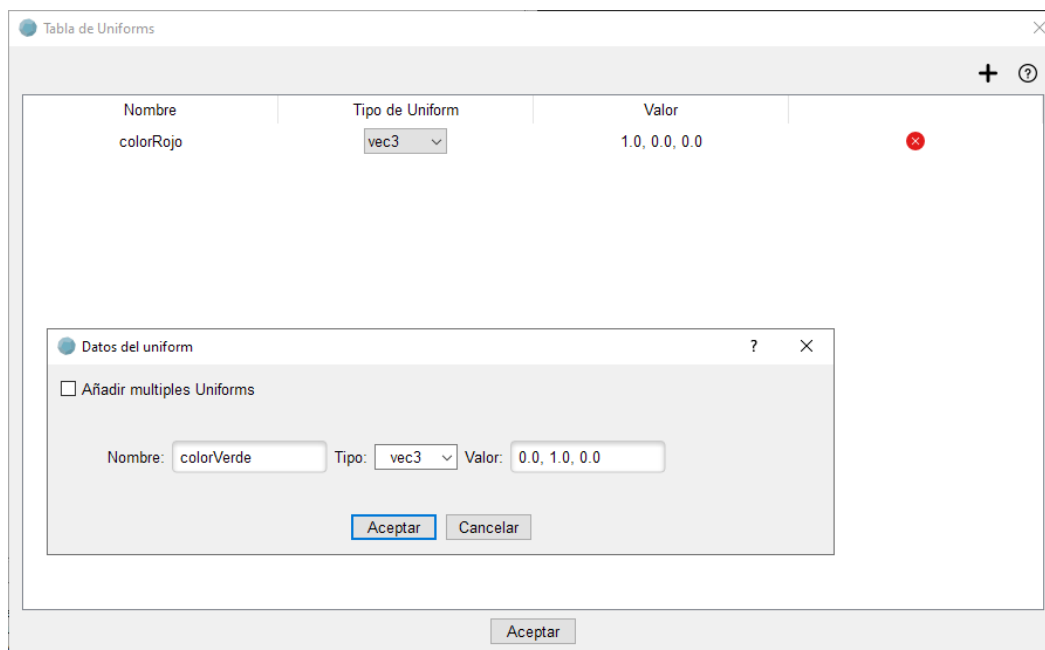 Tabla de Uniforms
Nombre Tipo de Uniform Valor
colorRojo vec3 1.0, 0.0, 0.0
Datos del uniform ?
Añadir multiples Uniforms
Nombre: colorVerde Tipo: vec3 Valor: 0.0, 1.0, 0.0
Aceptar Cancelar
Aceptar